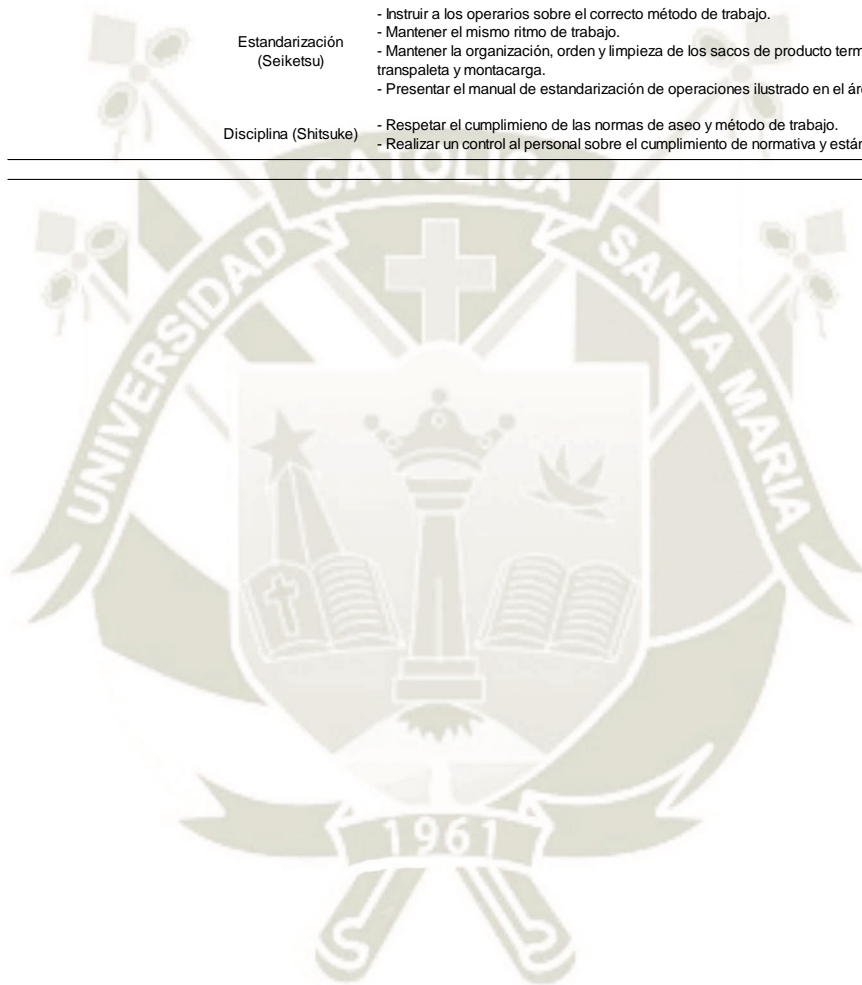 - Instruir a los operarios sobre el correcto método de trabajo.
- Mantener el mismo ritmo de trabajo.
Estandarización
(Seiketsu)
- Mantener la organización, orden y limpieza de los sacos de producto
transpaleta y montacarga.
- Presentar el manual de estandarización de operaciones ilustrado en el
Disciplina (Shitsuke)
- Respetar el cumplimieno de las normas de aseo y método de trabajo.
- Realizar un control al personal sobre el cumplimiento de normativa y
UNIVERSIDAD CATOLICA SANTA MARIA
1961